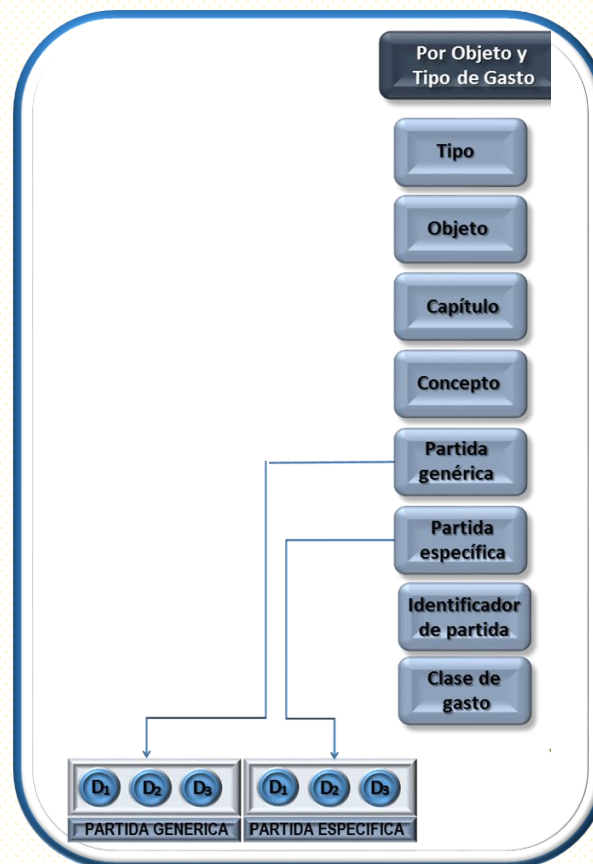 Por Objeto y
Tipo de Gasto
Tipo
Objeto
Capítulo
Concepto
Partida
genérica
Partida
específica
Identificador
de partida
Clase de
gasto
D₁ D₂ D₃ D₁ D₂ D₃
PARTIDA GENERICA PARTIDA ESPECIFICA